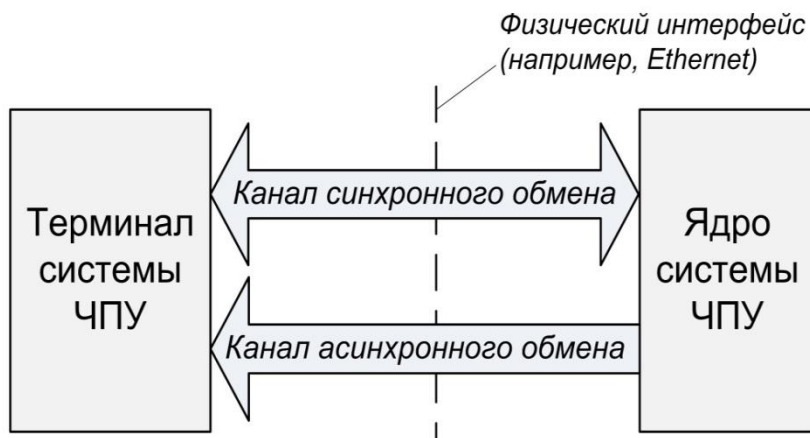 Физический интерфейс
(например, Ethernet)
Канал синхронного обмена
Терминал
системы
ЧПУ
Ядро
системы
ЧПУ
Канал асинхронного обмена